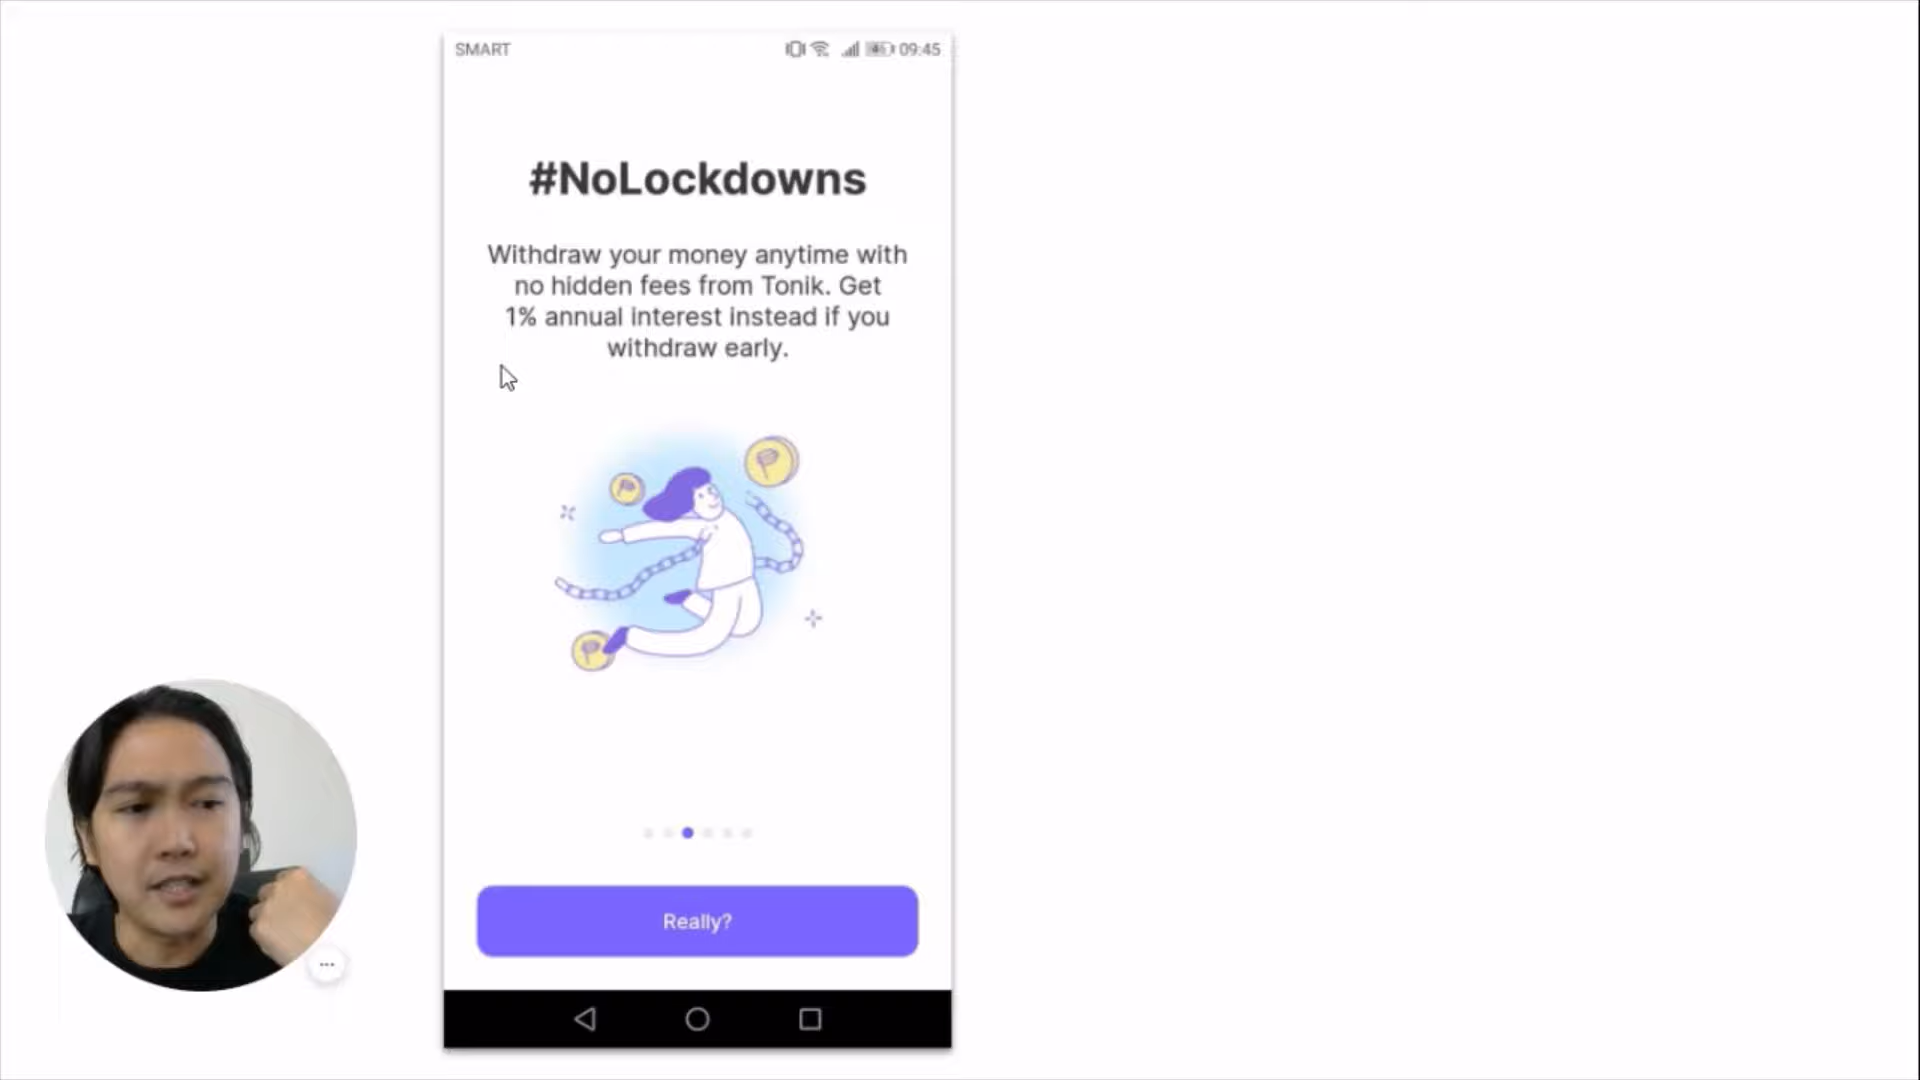 SMART 09:45
#NoLockdowns
Withdraw your money anytime with
no hidden fees from Tonik. Get
1% annual interest instead if you
withdraw early.
Really?